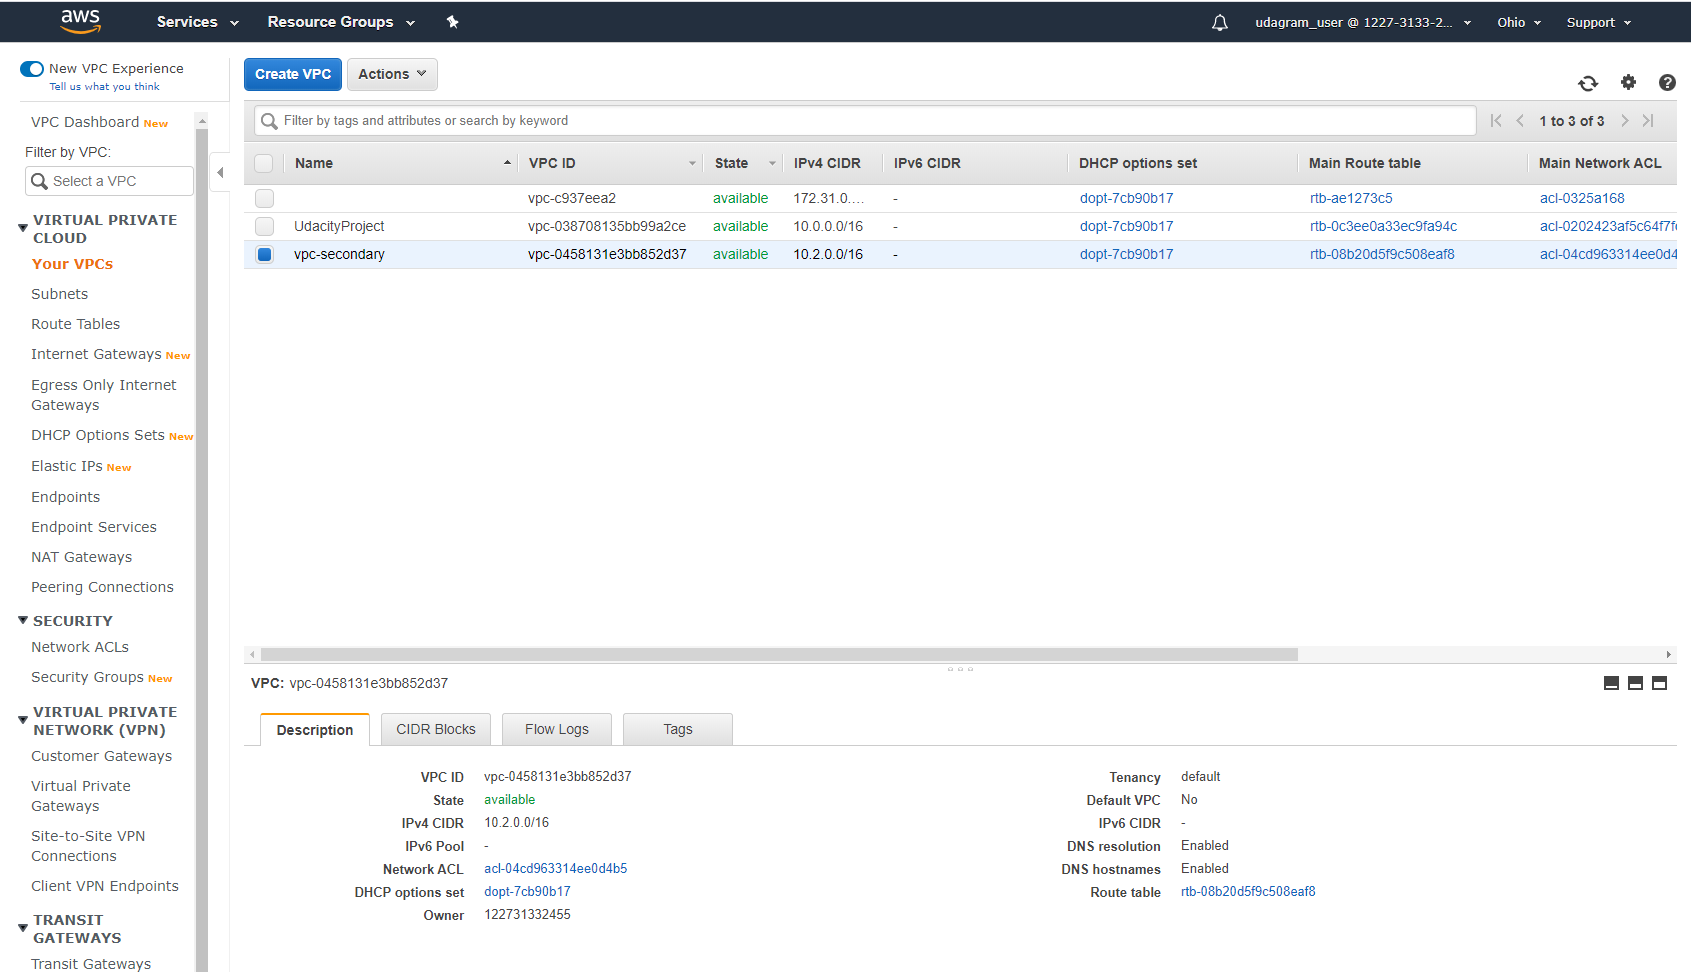 aws Services Resource Groups udagram_user @ 1227-3133-2... Ohio Support
New VPC Experience
Tell us what you think
VPC Dashboard New
Filter by VPC:
Select a VPC
VIRTUAL PRIVATE
CLOUD
Your VPCs
Subnets
Route Tables
Internet Gateways New
Egress Only Internet
Gateways
DHCP Options Sets New
Elastic IPs New
Endpoints
Endpoint Services
NAT Gateways
Peering Connections
SECURITY
Network ACLs
Security Groups New
VIRTUAL PRIVATE
NETWORK (VPN)
Customer Gateways
Virtual Private
Gateways
Site-to-Site VPN
Connections
Client VPN Endpoints
TRANSIT
GATEWAYS
Transit Gateways
Create VPC Actions
Filter by tags and attributes or search by keyword 1 to 3 of 3
Name VPC ID State IPv4 CIDR IPv6 CIDR DHCP options set Main Route table Main Network ACL
vpc-c937eea2 available 172.31.0.... - dopt-7cb90b17 rtb-ae1273c5 acl-0325a168
UdacityProject vpc-038708135bb99a2ce available 10.0.0.0/16 - dopt-7cb90b17 rtb-0c3ee0a33ec9fa94c acl-0202423af5c64f7f
vpc-secondary vpc-0458131e3bb852d37 available 10.2.0.0/16 - dopt-7cb90b17 rtb-08b20d5f9c508eaf8 acl-04cd963314ee0d4
VPC: vpc-0458131e3bb852d37
Description CIDR Blocks Flow Logs Tags
VPC ID vpc-0458131e3bb852d37
State available
IPv4 CIDR 10.2.0.0/16
IPv6 Pool -
Network ACL acl-04cd963314ee0d4b5
DHCP options set dopt-7cb90b17
Owner 122731332455
Tenancy default
Default VPC No
IPv6 CIDR -
DNS resolution Enabled
DNS hostnames Enabled
Route table rtb-08b20d5f9c508eaf8